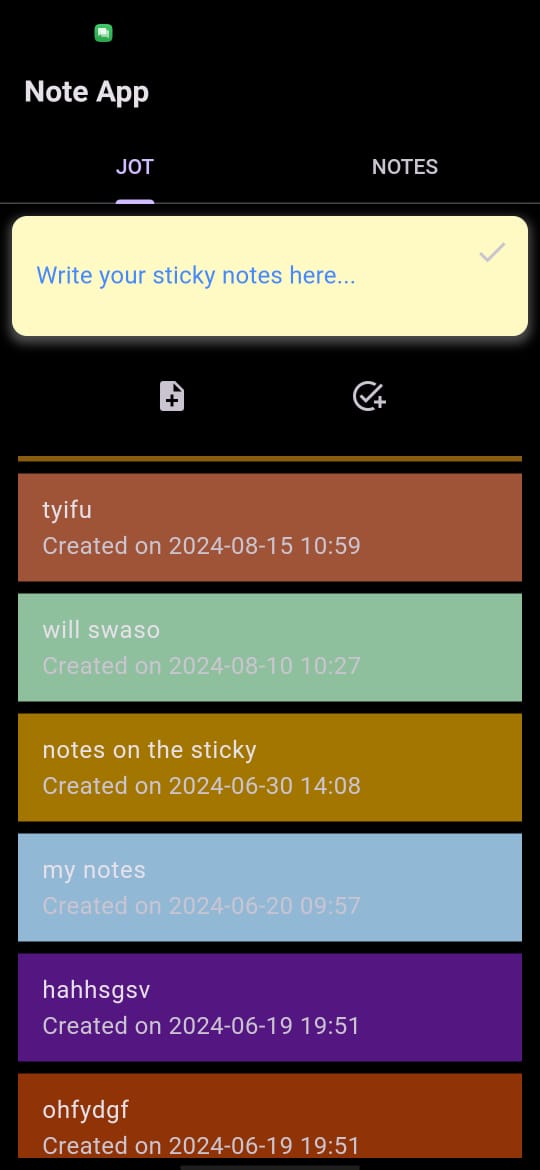 Note App
JOT
NOTES
Write your sticky notes here...
tyifu
Created on 2024-08-15 10:59
will swaso
Created on 2024-08-10 10:27
notes on the sticky
Created on 2024-06-30 14:08
my notes
Created on 2024-06-20 09:57
hahhsgsv
Created on 2024-06-19 19:51
ohfydgf
Created on 2024-06-19 19:51